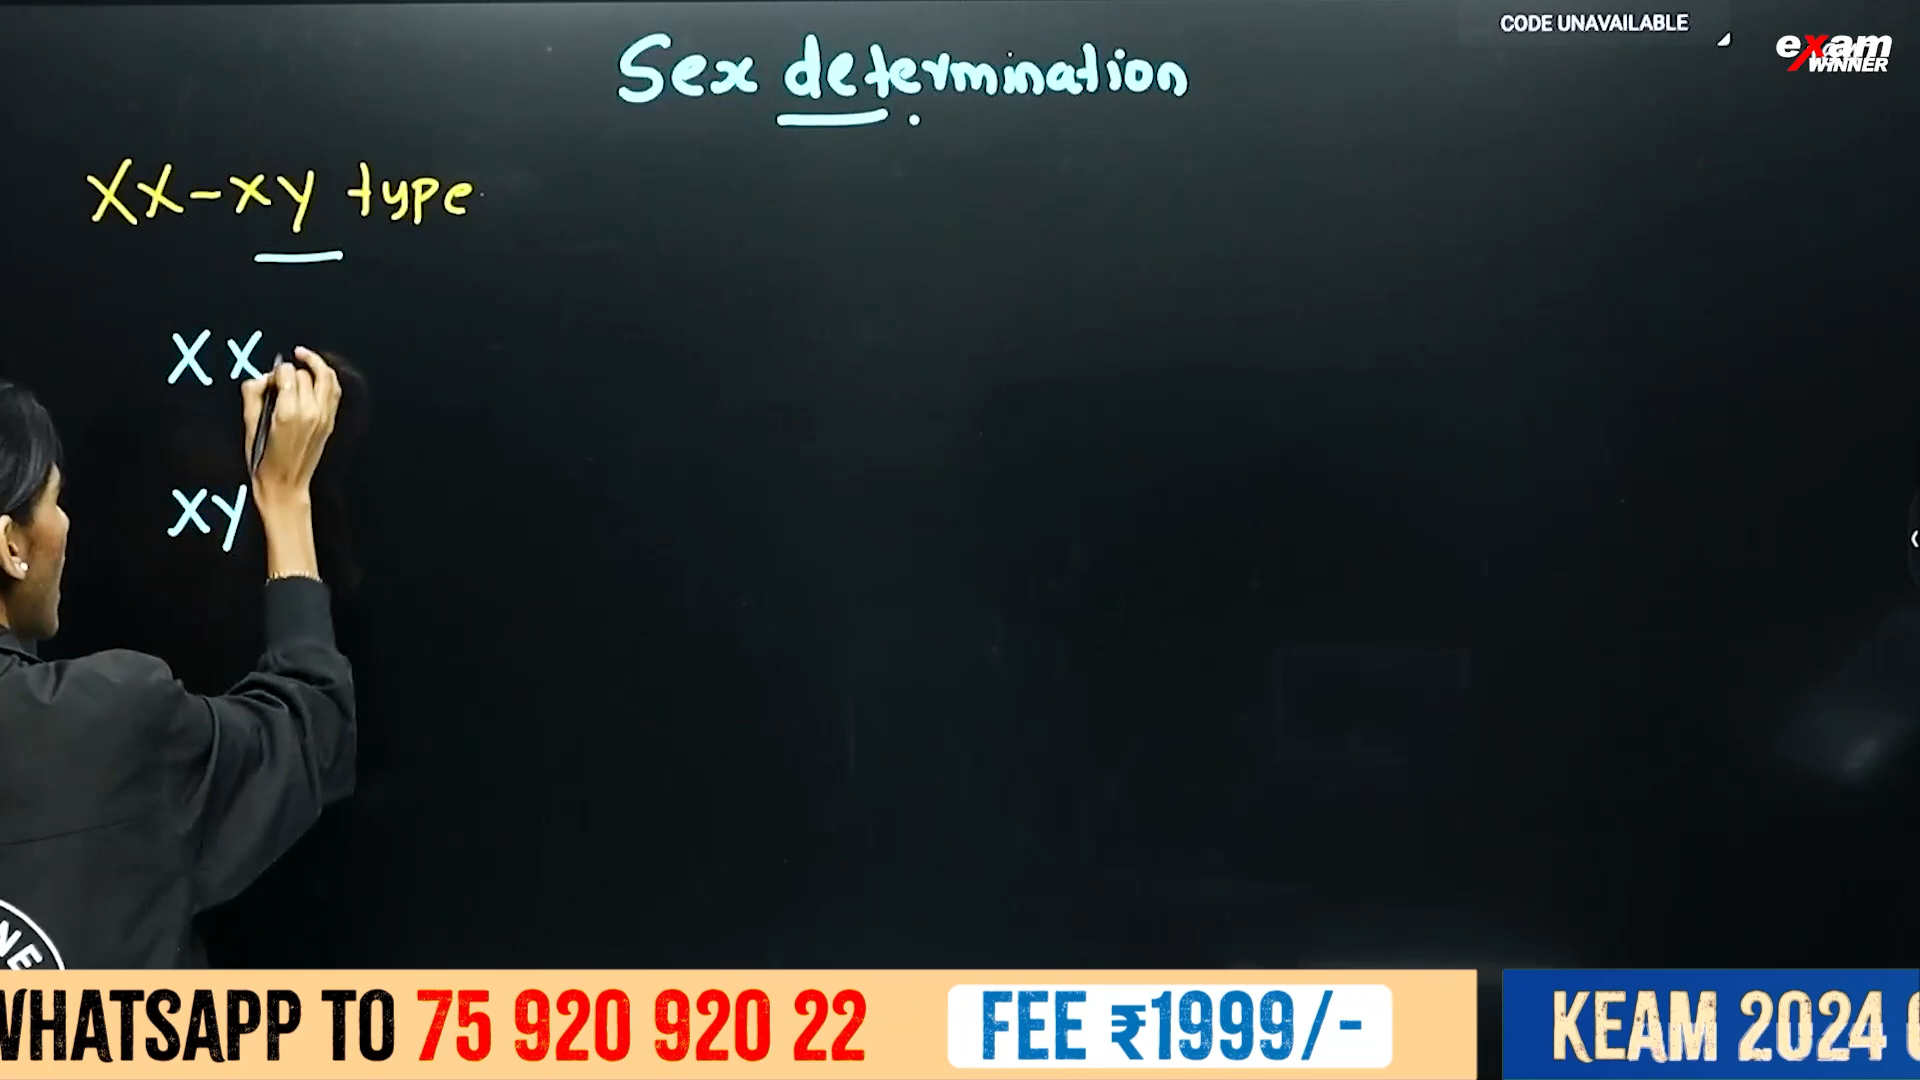 CODE UNAVAILABLE
exam
WINNER
Sex determination
XX-xy type
XX
xy
NE
WHATSAPP TO 75 920 920 22
FEE ₹1999/-
KEAM 2024